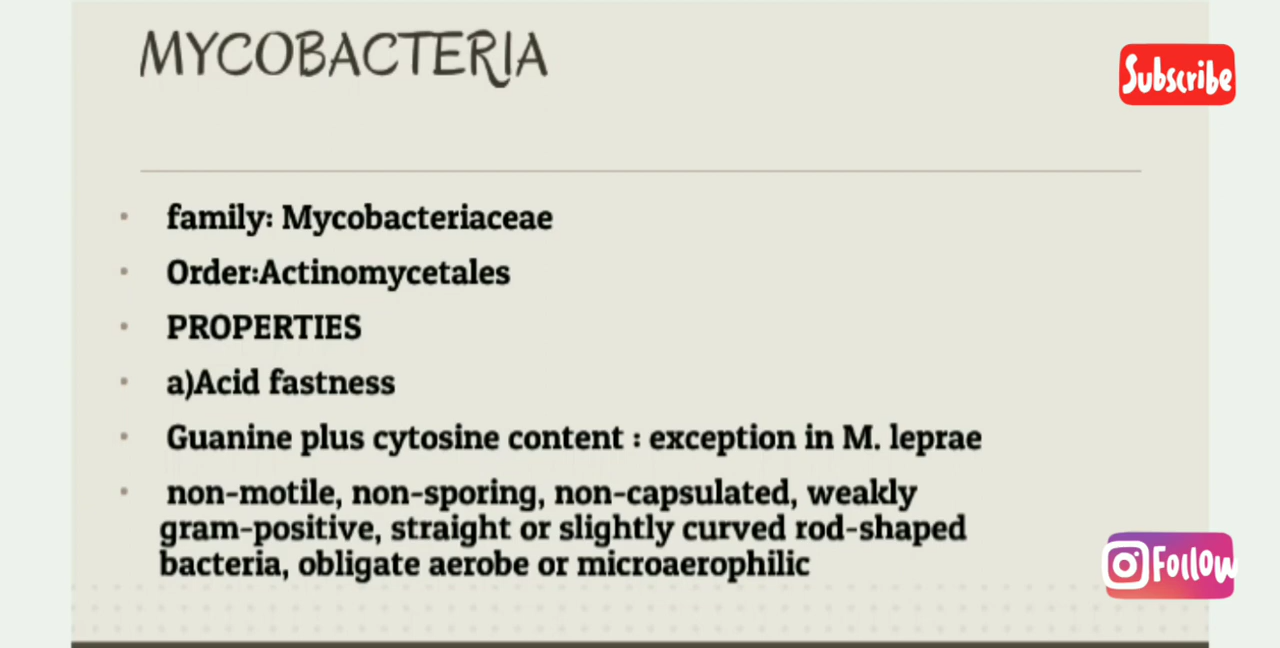 MYCOBACTERIA
Subscribe
• family: Mycobacteriaceae
• Order:Actinomycetales
• PROPERTIES
• a)Acid fastness
• Guanine plus cytosine content : exception in M. leprae
• non-motile, non-sporing, non-capsulated, weakly
gram-positive, straight or slightly curved rod-shaped
bacteria, obligate aerobe or microaerophilic
Follow